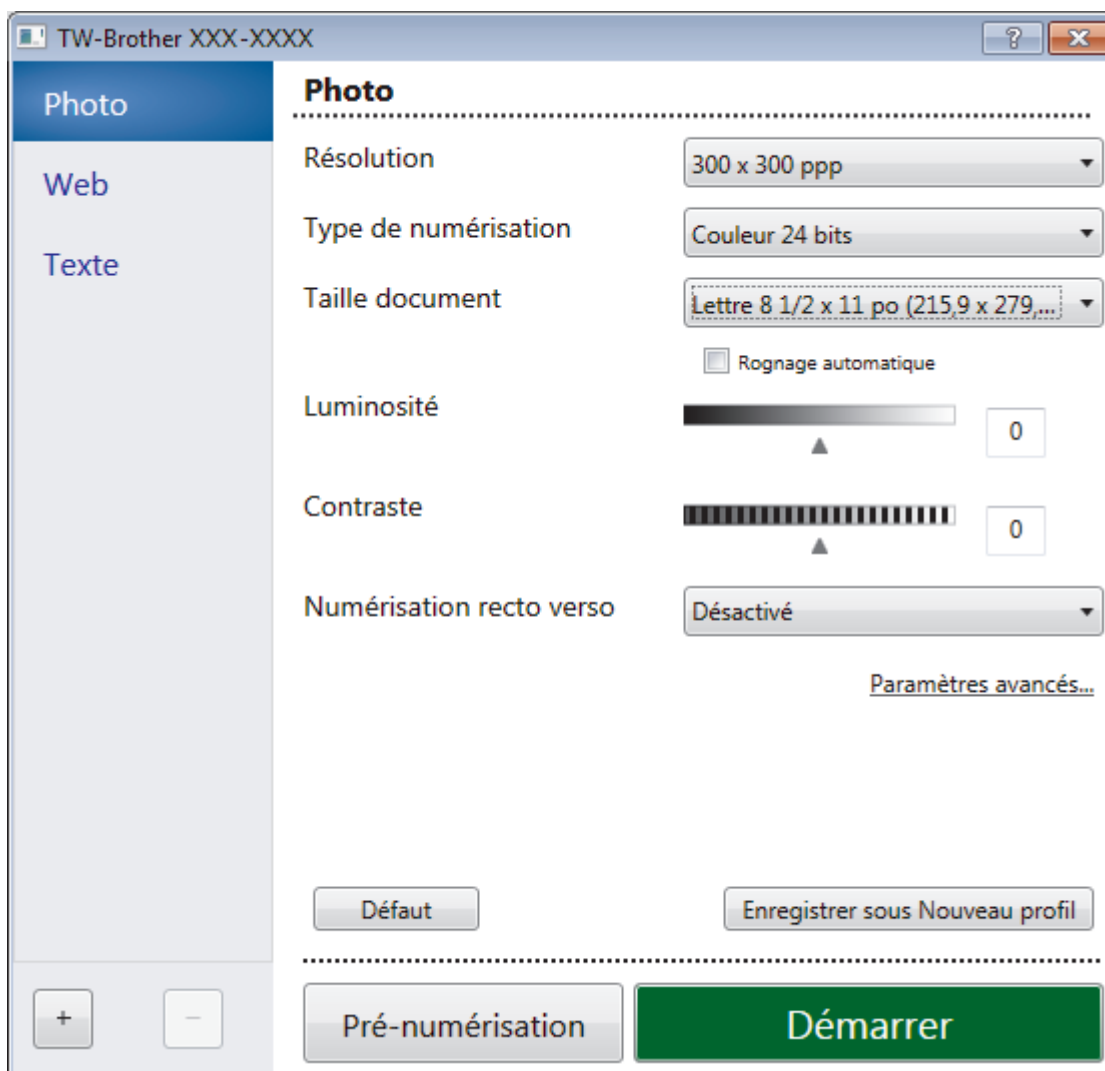 TW-Brother XXX-XXXX
?
Photo
Web
Texte
+
−
Photo
Résolution
300 x 300 ppp
Type de numérisation
Couleur 24 bits
Taille document
Lettre 8 1/2 x 11 po (215,9 x 279,...
Rognage automatique
Luminosité
0
Contraste
0
Numérisation recto verso
Désactivé
Paramètres avancés...
Défaut
Enregistrer sous Nouveau profil
Pré-numérisation
Démarrer